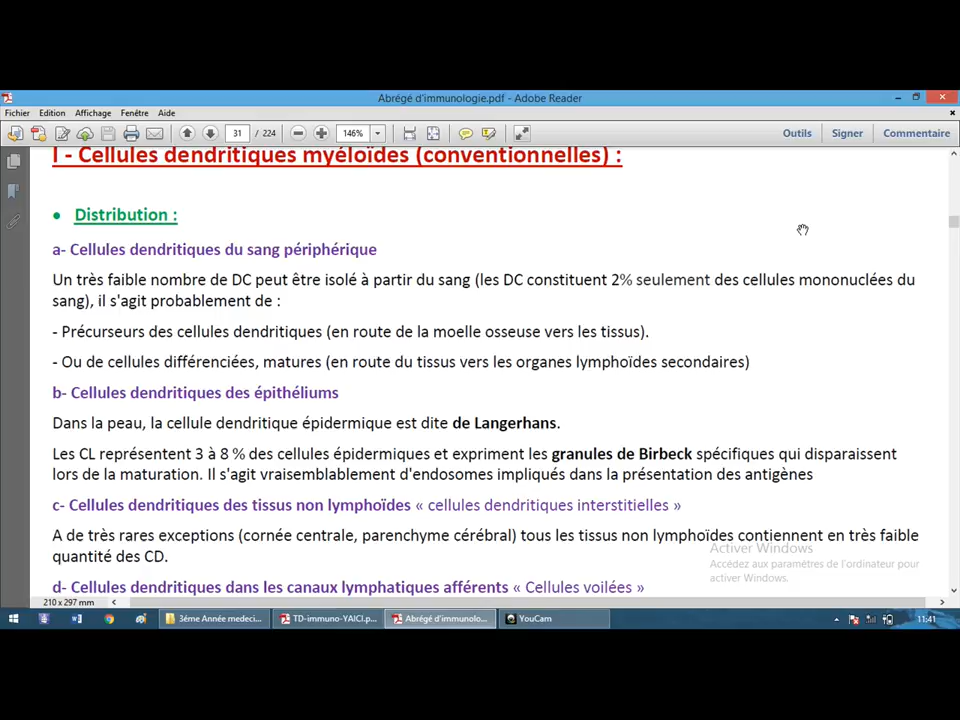 Abrégé d'immunologie.pdf - Adobe Reader
Fichier Edition Affichage Fenêtre Aide
31 / 224 146% Outils Signer Commentaire
I - Cellules dendritiques myéloïdes (conventionnelles) :
• Distribution :
a- Cellules dendritiques du sang périphérique
Un très faible nombre de DC peut être isolé à partir du sang (les DC constituent 2% seulement des cellules mononuclées du
sang), il s'agit probablement de :
- Précurseurs des cellules dendritiques (en route de la moelle osseuse vers les tissus).
- Ou de cellules différenciées, matures (en route du tissus vers les organes lymphoïdes secondaires)
b- Cellules dendritiques des épithéliums
Dans la peau, la cellule dendritique épidermique est dite de Langerhans.
Les CL représentent 3 à 8 % des cellules épidermiques et expriment les granules de Birbeck spécifiques qui disparaissent
lors de la maturation. Il s'agit vraisemblablement d'endosomes impliqués dans la présentation des antigènes
c- Cellules dendritiques des tissus non lymphoïdes « cellules dendritiques interstitielles »
A de très rares exceptions (cornée centrale, parenchyme cérébral) tous les tissus non lymphoïdes contiennent en très faible
quantité des CD.
Activer Windows
Accédez aux paramètres de l'ordinateur pour
activer Windows.
d- Cellules dendritiques dans les canaux lymphatiques afférents « Cellules voilées »
210 x 297 mm
3éme Année medeci... TD-immuno-YAICI.p... Abrégé d'immunolo... YouCam 11:41